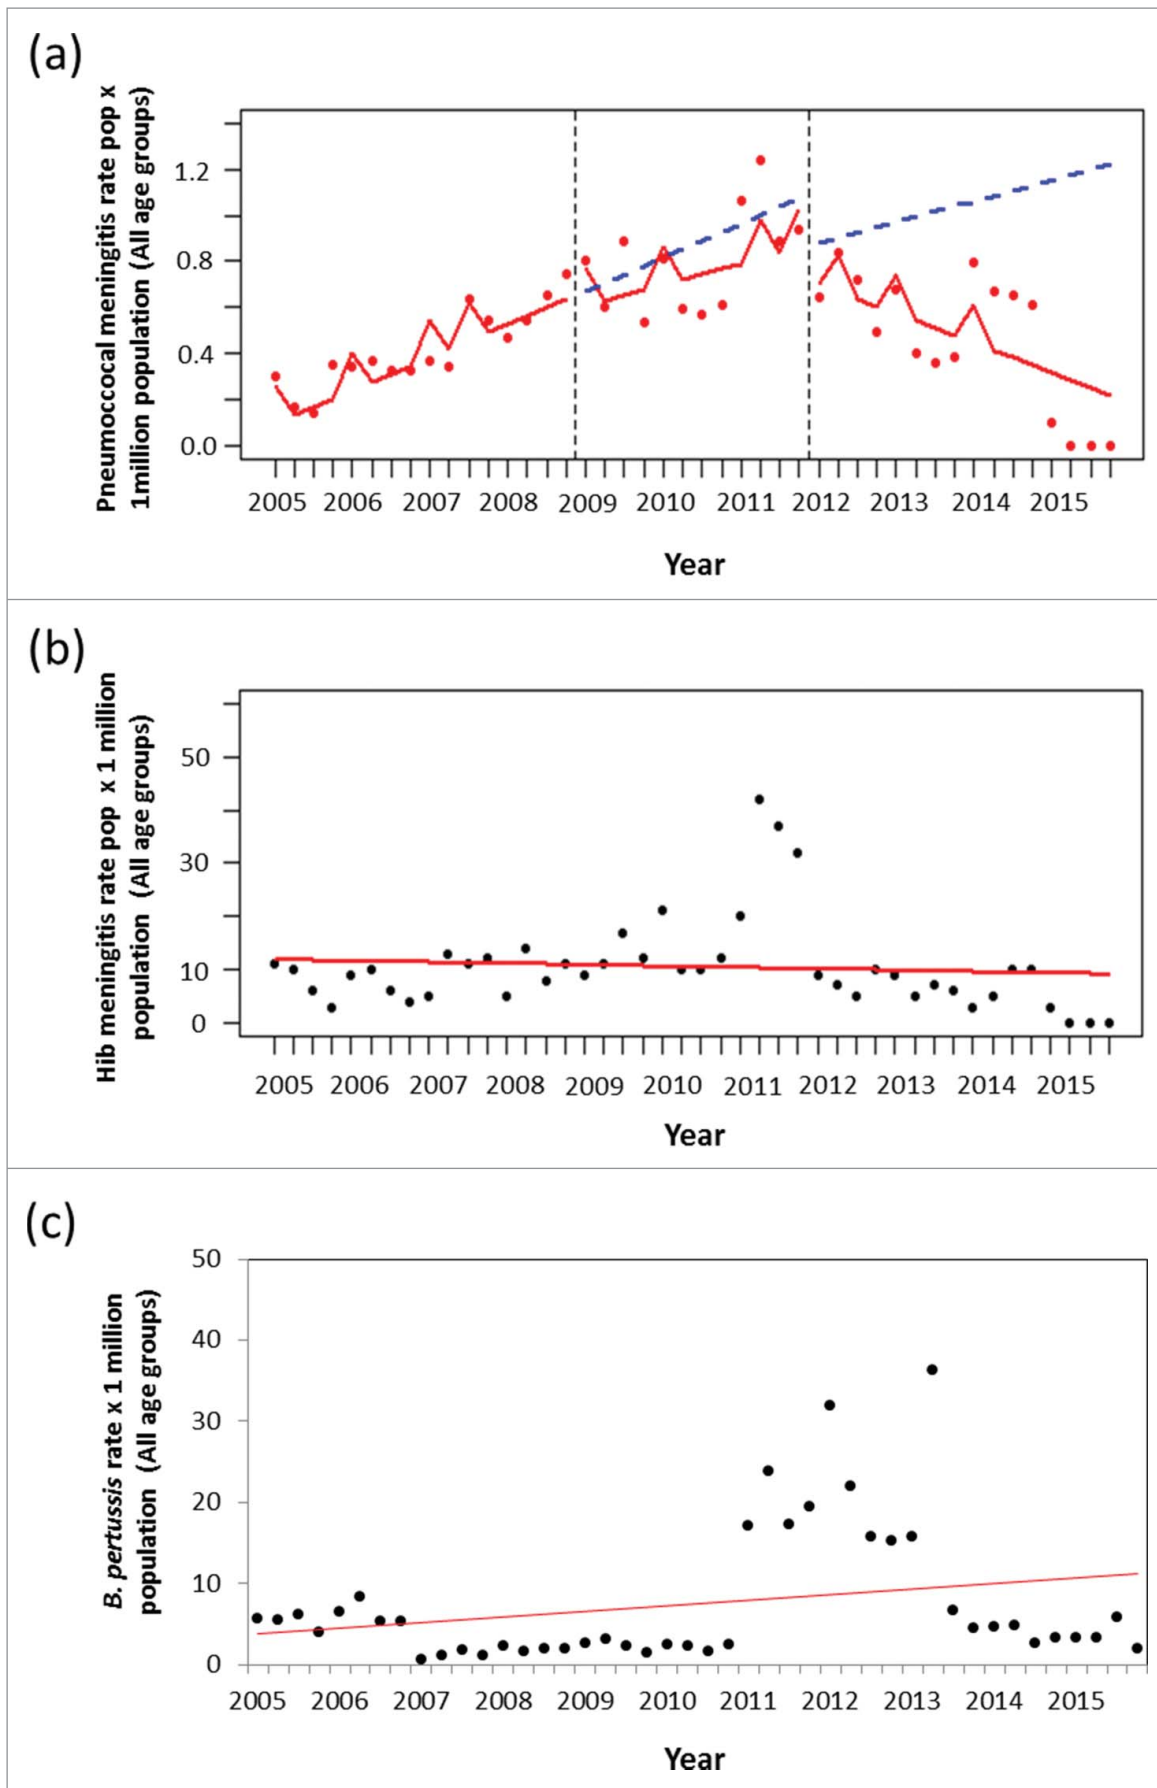 (a)
Pneumoccocal meningitis rate pop x
1million population (All age groups)
1.2
0.8
0.4
0.0
2005 2006 2007 2008 2009 2010 2011 2012 2013 2014 2015
Year
(b)
Hib meningitis rate pop x 1 million
population (All age groups)
50
30
10
0
2005 2006 2007 2008 2009 2010 2011 2012 2013 2014 2015
Year
(c)
B. pertussis rate x 1 million
population (All age groups)
50
40
30
20
10
0
2005 2006 2007 2008 2009 2010 2011 2012 2013 2014 2015
Year